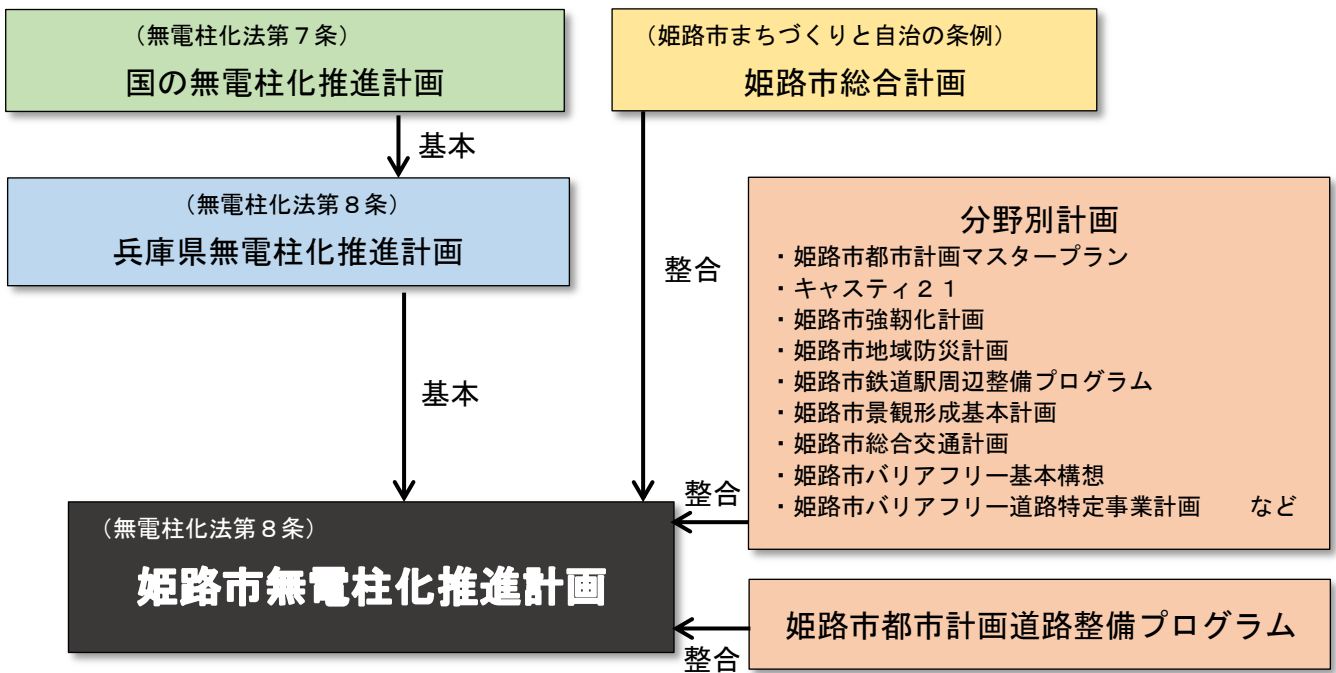 （無電柱化法第７条）
国の無電柱化推進計画
（姫路市まちづくりと自治の条例）
姫路市総合計画
基本
（無電柱化法第８条）
兵庫県無電柱化推進計画
整合
分野別計画
・姫路市都市計画マスタープラン
・キャスティ２１
・姫路市強靭化計画
・姫路市地域防災計画
・姫路市鉄道駅周辺整備プログラム
・姫路市景観形成基本計画
・姫路市総合交通計画
・姫路市バリアフリー基本構想
・姫路市バリアフリー道路特定事業計画　　など
基本
整合
（無電柱化法第８条）
姫路市無電柱化推進計画
姫路市都市計画道路整備プログラム
整合